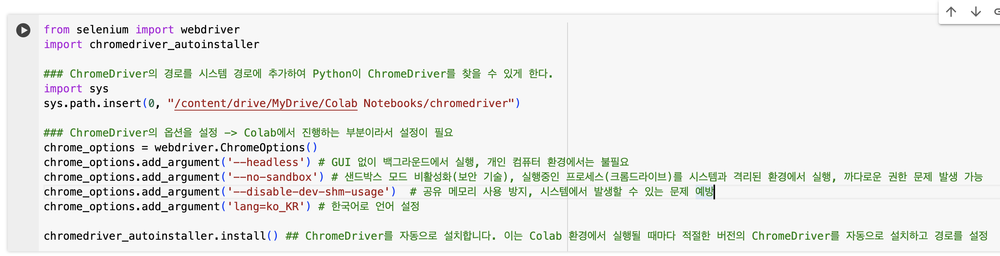 from selenium import webdriver
import chromedriver_autoinstaller
### ChromeDriver의 경로를 시스템 경로에 추가하여 Python이 ChromeDriver를 찾을 수 있게 한다.
import sys
sys.path.insert(0, "/content/drive/MyDrive/Colab Notebooks/chromedriver")
### ChromeDriver의 옵션을 설정 -> Colab에서 진행하는 부분이라서 설정이 필요
chrome_options = webdriver.ChromeOptions()
chrome_options.add_argument('--headless') # GUI 없이 백그라운드에서 실행, 개인 컴퓨터 환경에서는 불필요
chrome_options.add_argument('--no-sandbox') # 샌드박스 모드 비활성화(보안 기술), 실행중인 프로세스(크롬드라이브)를 시스템과 격리된 환경에서 실행, 까다로운 권한 문제 발생 가능
chrome_options.add_argument('--disable-dev-shm-usage')  # 공유 메모리 사용 방지, 시스템에서 발생할 수 있는 문제 예방
chrome_options.add_argument('lang=ko_KR') # 한국어로 언어 설정
chromedriver_autoinstaller.install() ## ChromeDriver를 자동으로 설치합니다. 이는 Colab 환경에서 실행될 때마다 적절한 버전의 ChromeDriver를 자동으로 설치하고 경로를 설정